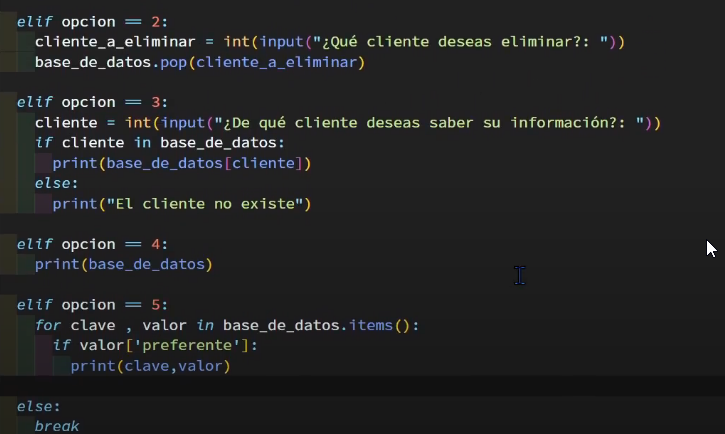 elif opcion == 2:
cliente_a_eliminar = int(input("¿Qué cliente deseas eliminar?: "))
base_de_datos.pop(cliente_a_eliminar)
elif opcion == 3:
cliente = int(input("¿De qué cliente deseas saber su información?: "))
if cliente in base_de_datos:
print(base_de_datos[cliente])
else:
print("El cliente no existe")
elif opcion == 4:
print(base_de_datos)
elif opcion == 5:
for clave , valor in base_de_datos.items():
if valor['preferente']:
print(clave,valor)
else:
break